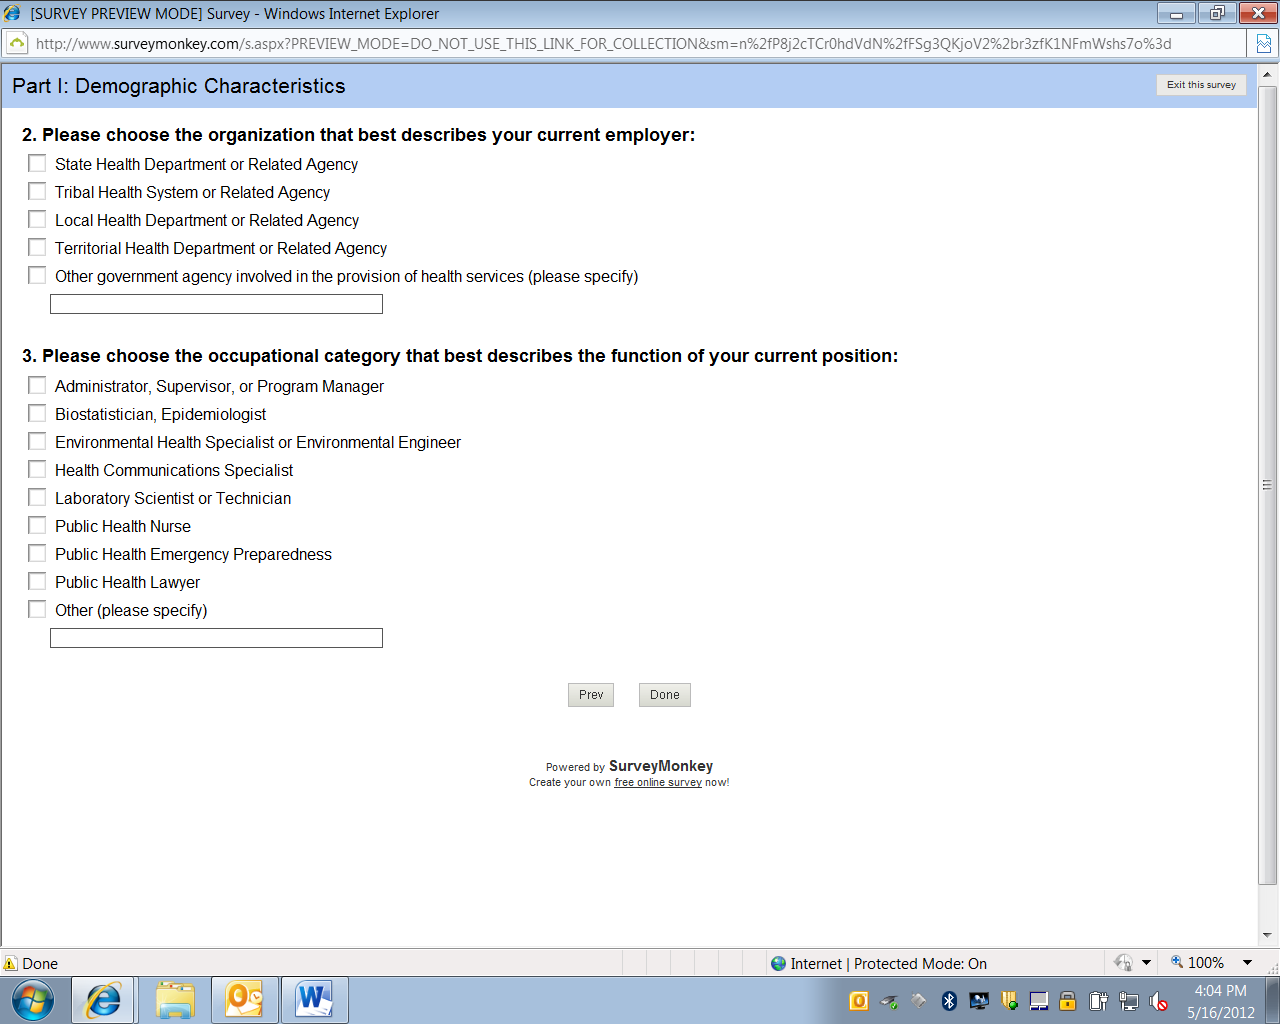 [SURVEY PREVIEW MODE] Survey - Windows Internet Explorer
http://www.surveymonkey.com/s.aspx?PREVIEW_MODE=DO_NOT_USE_THIS_LINK_FOR_COLLECTION&sm=n%2fP8j2cTCr0hdVdN%2fFSg3QKjoV2%2br3zfK1NFmWshs7o%3d
Part I: Demographic Characteristics
Exit this survey
2. Please choose the organization that best describes your current employer:
State Health Department or Related Agency
Tribal Health System or Related Agency
Local Health Department or Related Agency
Territorial Health Department or Related Agency
Other government agency involved in the provision of health services (please specify)
3. Please choose the occupational category that best describes the function of your current position:
Administrator, Supervisor, or Program Manager
Biostatistician, Epidemiologist
Environmental Health Specialist or Environmental Engineer
Health Communications Specialist
Laboratory Scientist or Technician
Public Health Nurse
Public Health Emergency Preparedness
Public Health Lawyer
Other (please specify)
Prev Done
Powered by SurveyMonkey
Create your own free online survey now!
Done
Internet | Protected Mode: On
100%
4:04 PM
5/16/2012